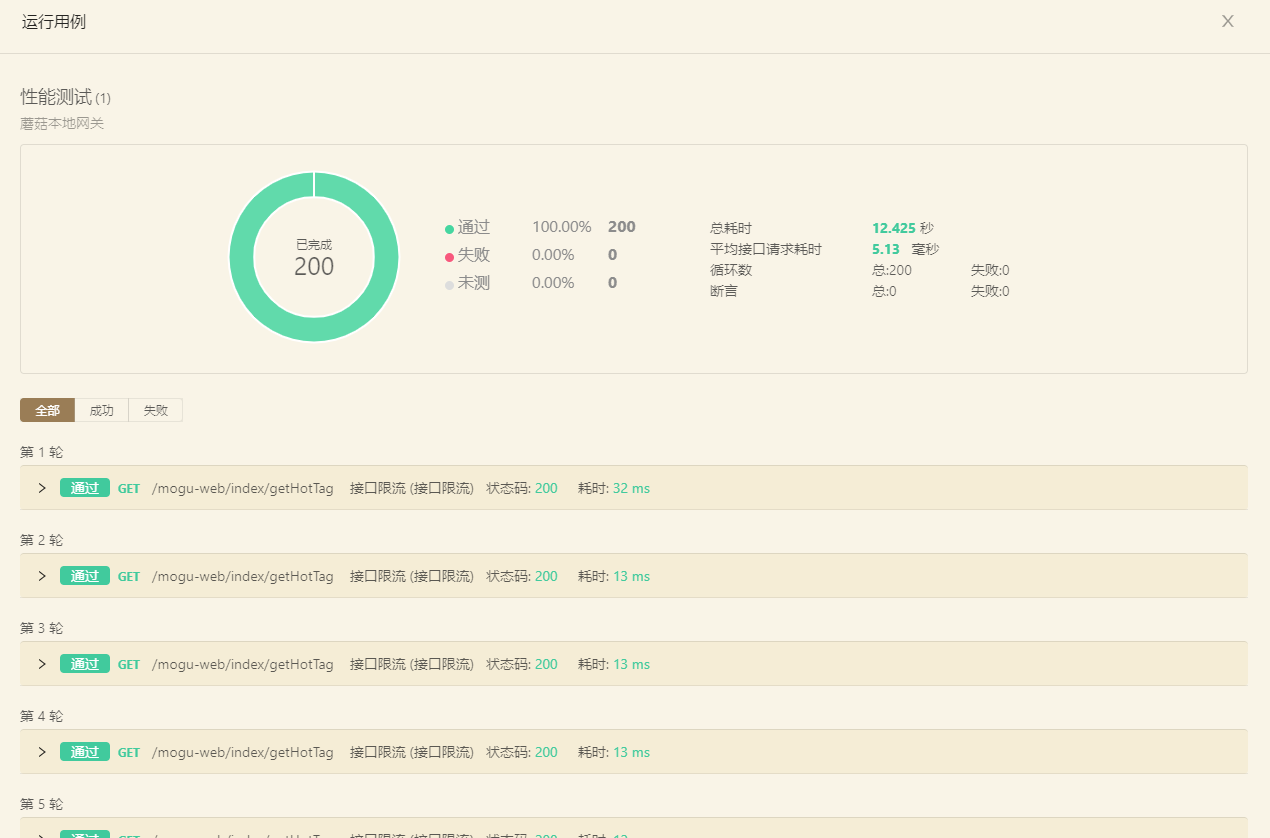 运行用例
性能测试 (1)
蘑菇本地网关
已完成
200
通过 100.00% 200
失败 0.00% 0
未测 0.00% 0
总耗时 12.425 秒
平均接口请求耗时 5.13 毫秒
循环数 总:200 失败:0
断言 总:0 失败:0
全部 成功 失败
第 1 轮
通过 GET /mogu-web/index/getHotTag 接口限流 (接口限流) 状态码: 200 耗时: 32 ms
第 2 轮
通过 GET /mogu-web/index/getHotTag 接口限流 (接口限流) 状态码: 200 耗时: 13 ms
第 3 轮
通过 GET /mogu-web/index/getHotTag 接口限流 (接口限流) 状态码: 200 耗时: 13 ms
第 4 轮
通过 GET /mogu-web/index/getHotTag 接口限流 (接口限流) 状态码: 200 耗时: 13 ms
第 5 轮